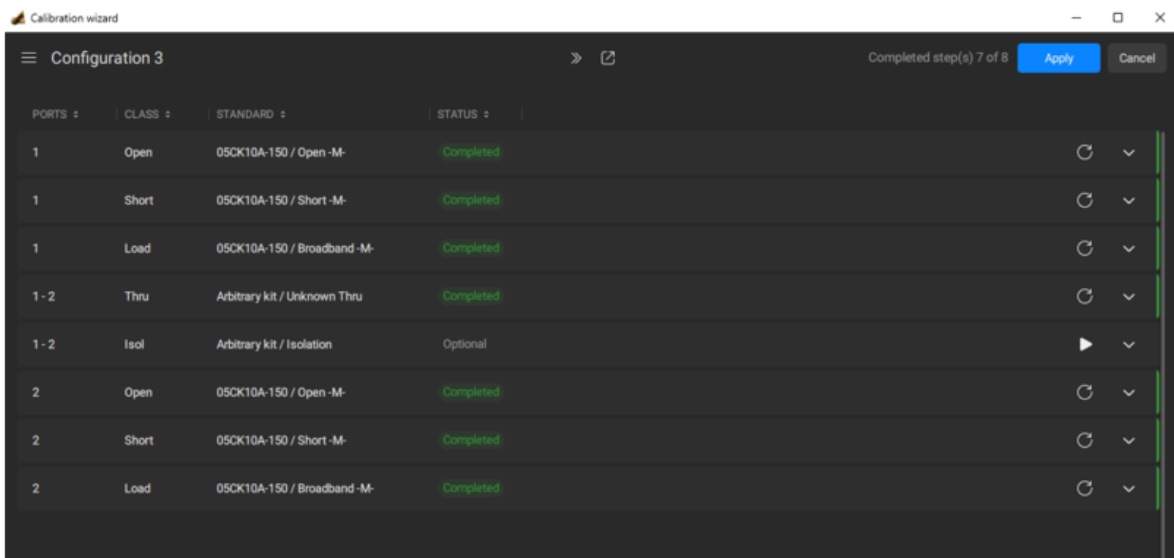 Calibration wizard
Configuration 3 Completed step(s) 7 of 8 Apply Cancel
PORTS CLASS STANDARD STATUS
1 Open 05CK10A-150 / Open -M- Completed
1 Short 05CK10A-150 / Short -M- Completed
1 Load 05CK10A-150 / Broadband -M- Completed
1 - 2 Thru Arbitrary kit / Unknown Thru Completed
1 - 2 Isol Arbitrary kit / Isolation Optional
2 Open 05CK10A-150 / Open -M- Completed
2 Short 05CK10A-150 / Short -M- Completed
2 Load 05CK10A-150 / Broadband -M- Completed